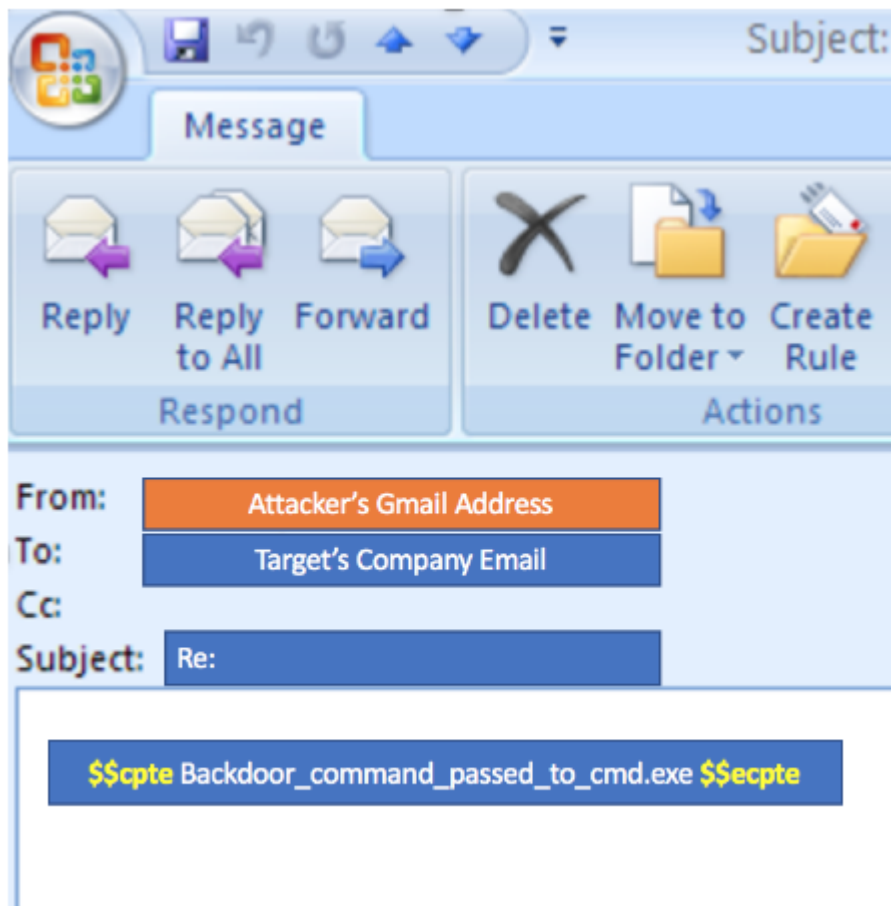 Subject:
Message
Reply
Reply to All
Forward
Delete
Move to Folder
Create Rule
Respond
Actions
From: Attacker's Gmail Address
To: Target's Company Email
Cc:
Subject: Re:
$$cpte Backdoor_command_passed_to_cmd.exe $$ecpte